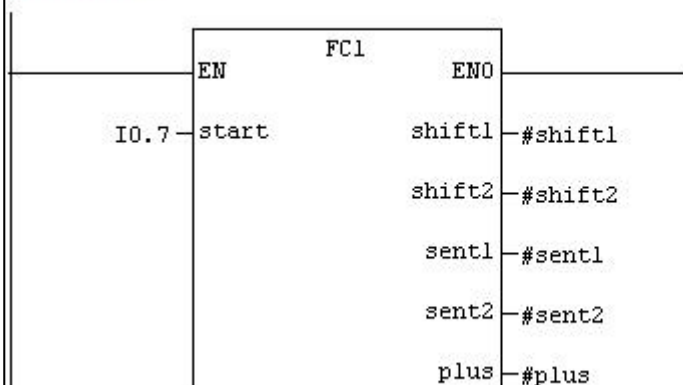 FC1
EN ENO
I0.7 start shift1 #shift1
shift2 #shift2
sent1 #sent1
sent2 #sent2
plus #plus